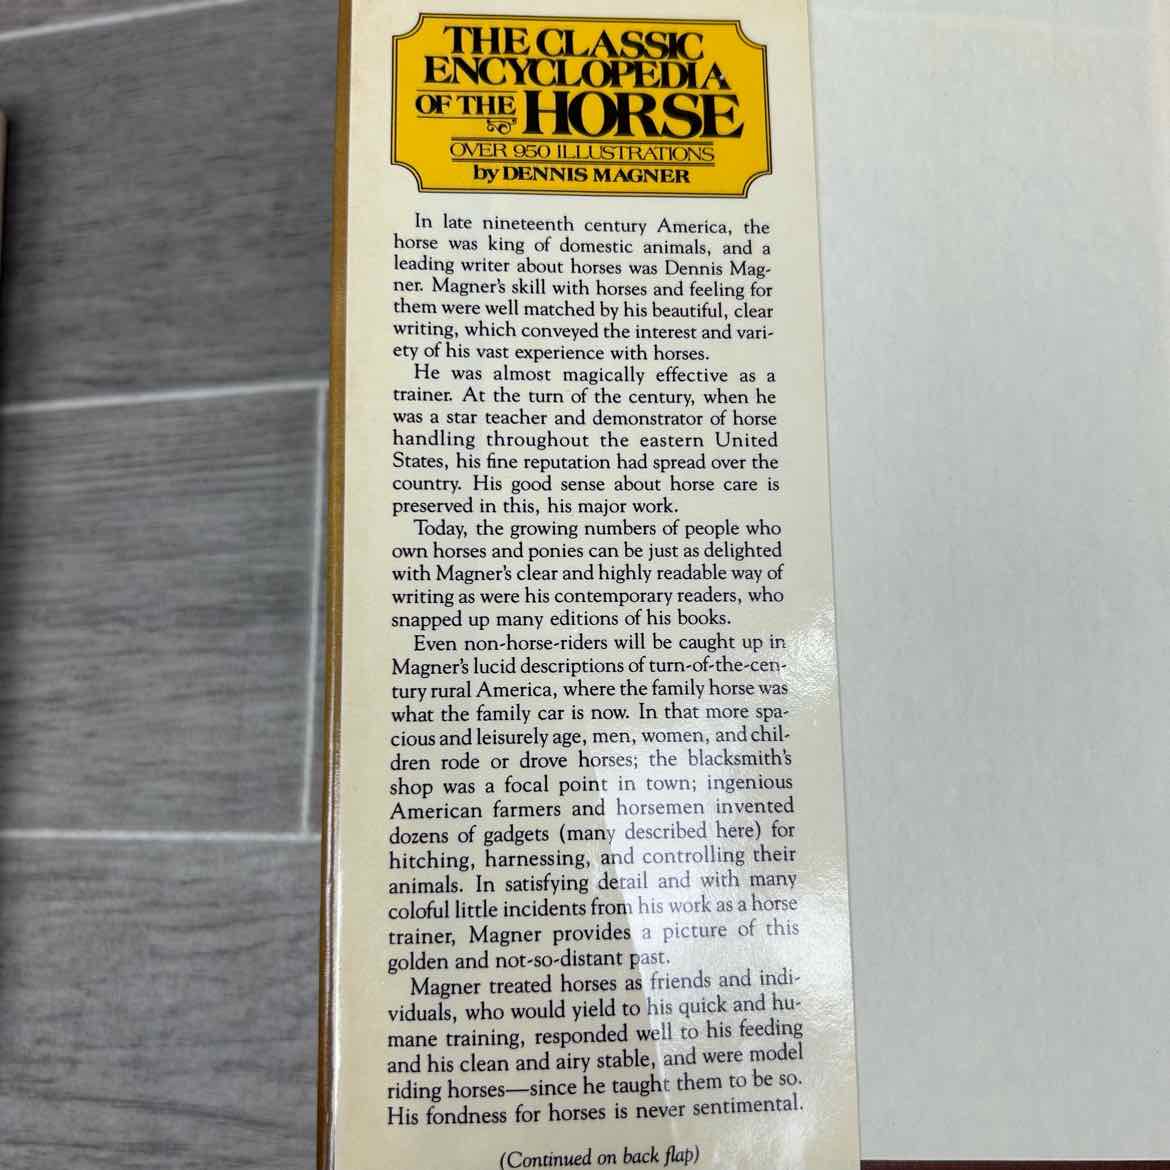 THE CLASSIC
ENCYCLOPEDIA
OF THE HORSE
OVER 950 ILLUSTRATIONS
by DENNIS MAGNER
In late nineteenth century America, the
horse was king of domestic animals, and a
leading writer about horses was Dennis Mag-
ner. Magner's skill with horses and feeling for
them were well matched by his beautiful, clear
writing, which conveyed the interest and vari-
ety of his vast experience with horses.
He was almost magically effective as a
trainer. At the turn of the century, when he
was a star teacher and demonstrator of horse
handling throughout the eastern United
States, his fine reputation had spread over the
country. His good sense about horse care is
preserved in this, his major work.
Today, the growing numbers of people who
own horses and ponies can be just as delighted
with Magner's clear and highly readable way of
writing as were his contemporary readers, who
snapped up many editions of his books.
Even non-horse-riders will be caught up in
Magner's lucid descriptions of turn-of-the-cen-
tury rural America, where the family horse was
what the family car is now. In that more spa-
cious and leisurely age, men, women, and chil-
dren rode or drove horses; the blacksmith's
shop was a focal point in town; ingenious
American farmers and horsemen invented
dozens of gadgets (many described here) for
hitching, harnessing, and controlling their
animals. In satisfying detail and with many
coloful little incidents from his work as a horse
trainer, Magner provides a picture of this
golden and not-so-distant past.
Magner treated horses as friends and indi-
viduals, who would yield to his quick and hu-
mane training, responded well to his feeding
and his clean and airy stable, and were model
riding horses—since he taught them to be so.
His fondness for horses is never sentimental.
(Continued on back flap)